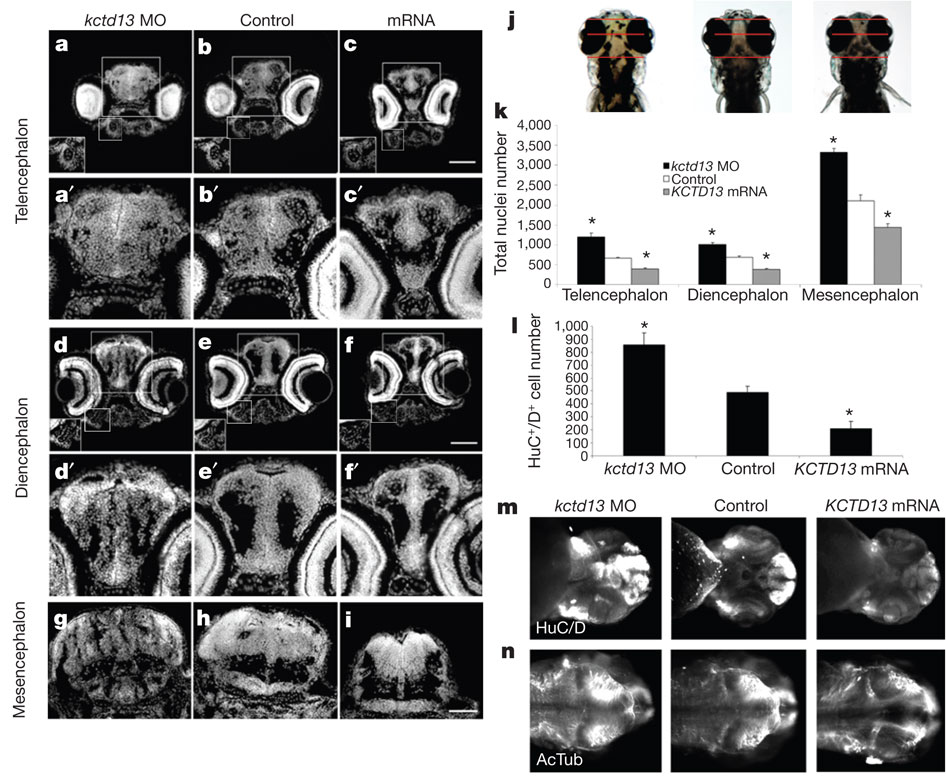 kctd13 MO Control mRNA
a b c
Telencephalon
a′ b′ c′
d e f
Diencephalon
d′ e′ f′
Mesencephalon
g h i
j
k
4,000
3,500
3,000
2,500
2,000
1,500
1,000
500
0
Total nuclei number
* * * * * *
kctd13 MO
Control
KCTD13 mRNA
Telencephalon Diencephalon Mesencephalon
l
1,000
900
800
700
600
500
400
300
200
100
0
HuC+/D+ cell number
* *
kctd13 MO Control KCTD13 mRNA
kctd13 MO Control KCTD13 mRNA
m
HuC/D
n
AcTub